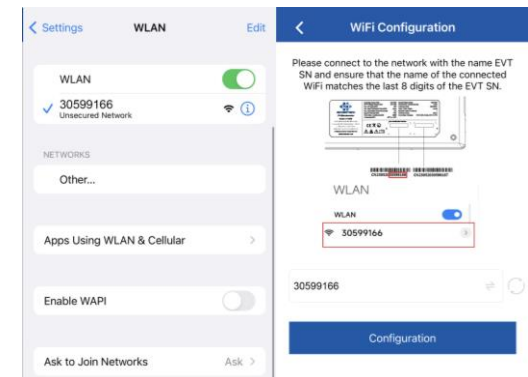 Settings
WLAN
Edit
WLAN
30599166
Unsecured Network
NETWORKS
Other...
Apps Using WLAN & Cellular
Enable WAPI
Ask to Join Networks
Ask
WiFi Configuration
Please connect to the network with the name EVT
SN and ensure that the name of the connected
WiFi matches the last 8 digits of the EVT SN.
WLAN
WLAN
30599166
30599166
Configuration